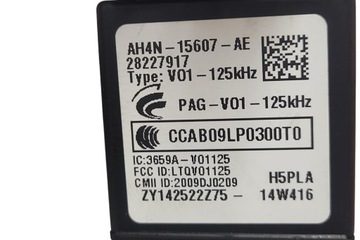 AH4N-15607-AE
28227917
Type: V01-125kHz
PAG-V01-125kHz
CCAB09LP0300T0
IC:3659A-V01125
FCC ID:LTQV01125
CMII ID:2009DJ0209
H5PLA
ZY142522Z75- 14W416